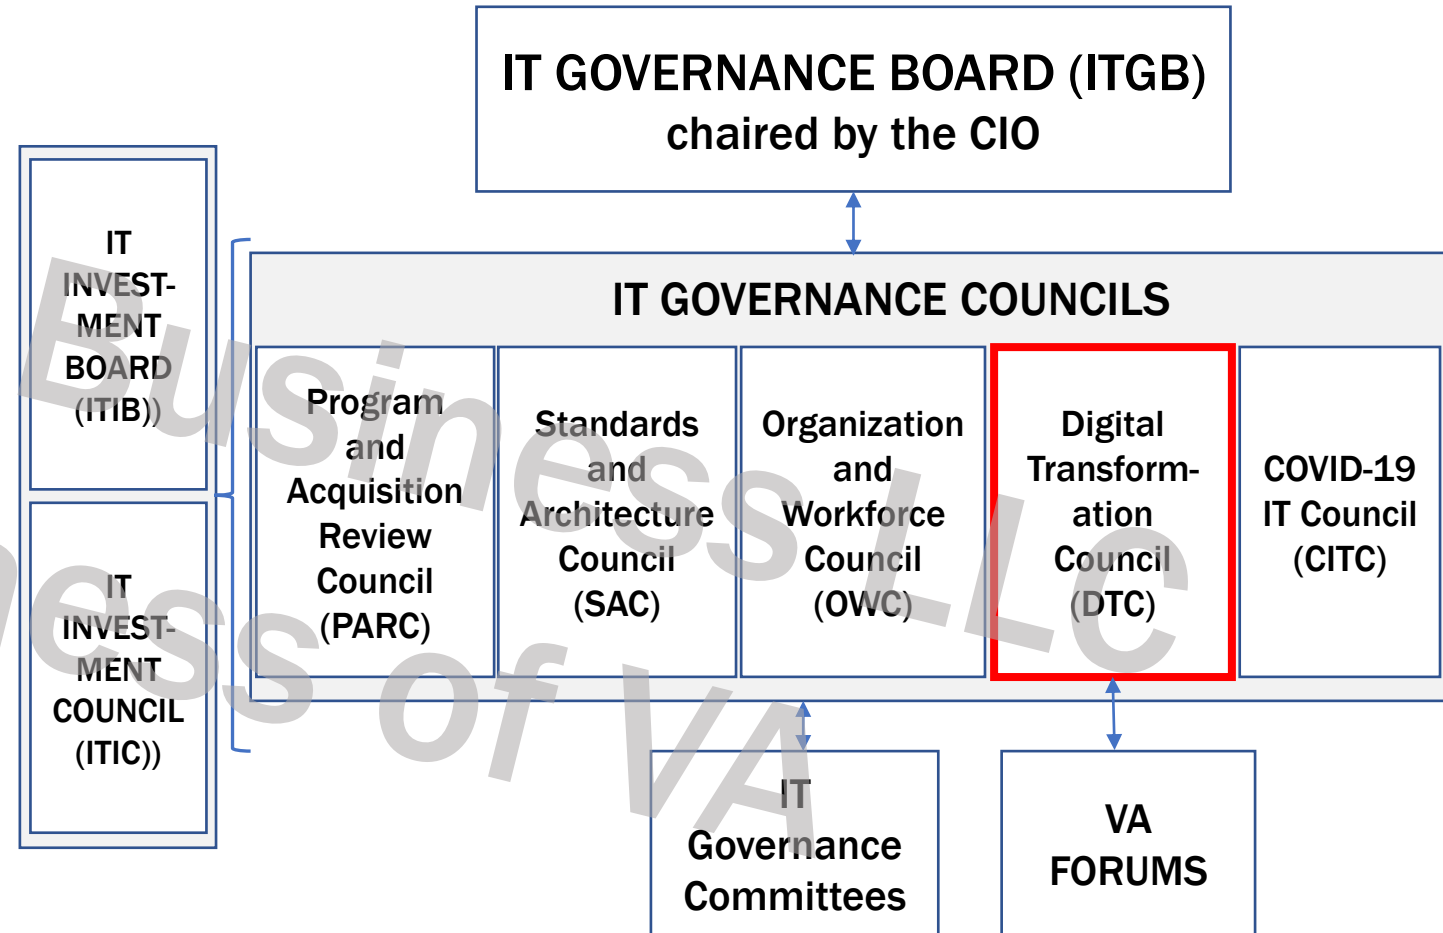 IT GOVERNANCE BOARD (ITGB)
chaired by the CIO
IT
INVEST-
MENT
BOARD
(ITIB))
IT
INVEST-
MENT
COUNCIL
(ITIC))
IT GOVERNANCE COUNCILS
Program
and
Acquisition
Review
Council
(PARC)
Standards
and
Architecture
Council
(SAC)
Organization
and
Workforce
Council
(OWC)
Digital
Transform-
ation
Council
(DTC)
COVID-19
IT Council
(CITC)
IT
Governance
Committees
VA
FORUMS
Business LLC
ness of VA